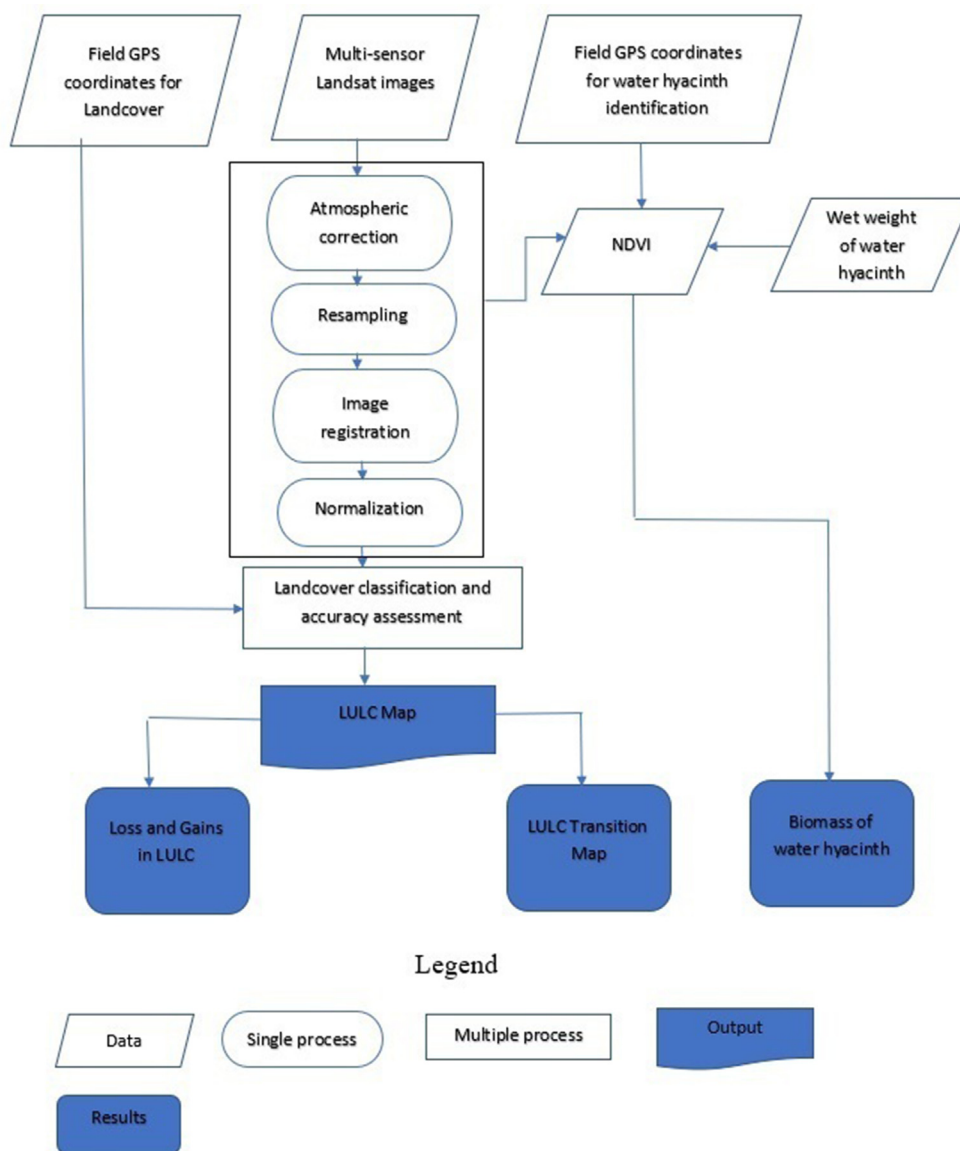 Field GPS
coordinates for
Landcover
Multi-sensor
Landsat images
Field GPS coordinates
for water hyacinth
identification
Atmospheric
correction
NDVI
Wet weight
of water
hyacinth
Resampling
Image
registration
Normalization
Landcover classification and
accuracy assessment
LULC Map
Loss and Gains
in LULC
LULC Transition
Map
Biomass of
water hyacinth
Legend
Data
Single process
Multiple process
Output
Results